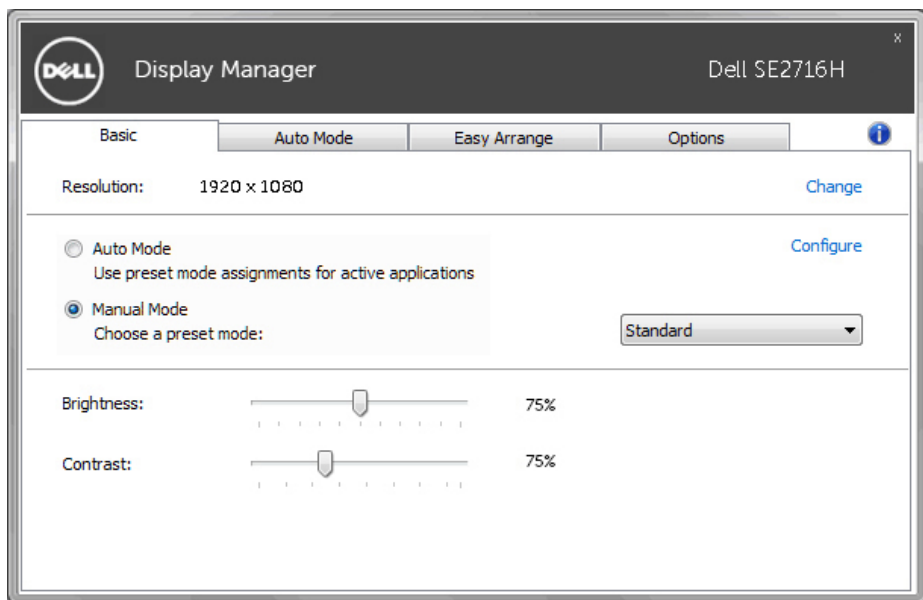 DELL Display Manager Dell SE2716H x
Basic Auto Mode Easy Arrange Options i
Resolution: 1920 x 1080 Change
Auto Mode Configure
Use preset mode assignments for active applications
Manual Mode
Choose a preset mode: Standard
Brightness: 75%
Contrast: 75%